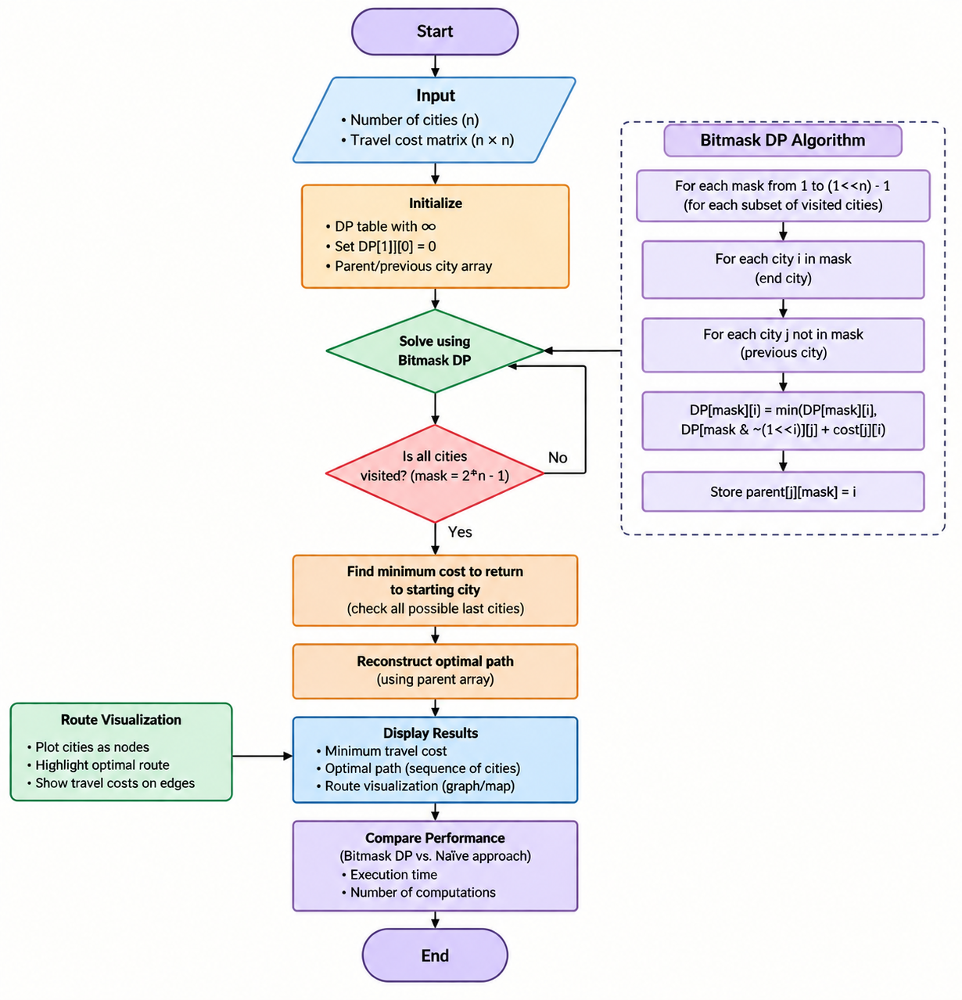 Start
Input
• Number of cities (n)
• Travel cost matrix (n × n)
Initialize
• DP table with ∞
• Set DP[1]][0] = 0
• Parent/previous city array
Solve using
Bitmask DP
Is all cities
visited? (mask = 2^*n - 1)
No
Yes
Find minimum cost to return
to starting city
(check all possible last cities)
Reconstruct optimal path
(using parent array)
Display Results
• Minimum travel cost
• Optimal path (sequence of cities)
• Route visualization (graph/map)
Compare Performance
(Bitmask DP vs. Naïve approach)
• Execution time
• Number of computations
End
Bitmask DP Algorithm
For each mask from 1 to (1<<n) - 1
(for each subset of visited cities)
For each city i in mask
(end city)
For each city j not in mask
(previous city)
DP[mask][i] = min(DP[mask][i],
DP[mask & ~(1<<i)][j] + cost[j][i])
Store parent[j][mask] = i
Route Visualization
• Plot cities as nodes
• Highlight optimal route
• Show travel costs on edges